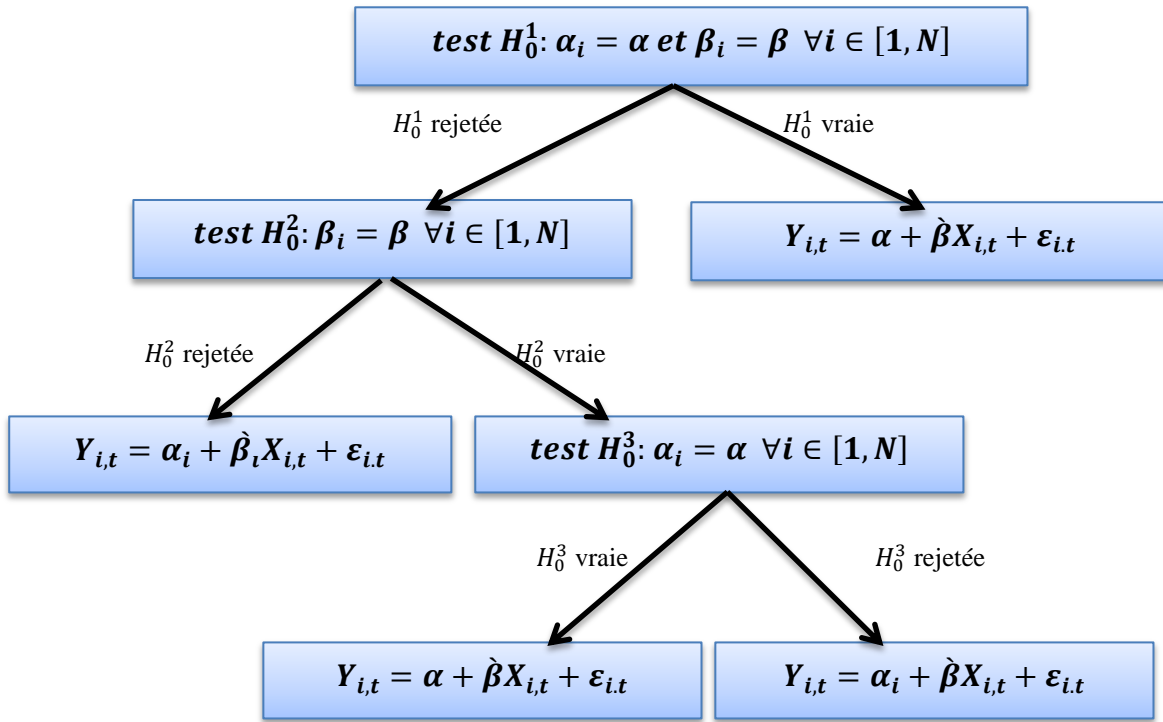 test H₀¹: αᵢ = α et βᵢ = β ∀i ∈ [1, N]
H₀¹ rejetée
H₀¹ vraie
test H₀²: βᵢ = β ∀i ∈ [1, N]
Yᵢ,ₜ = α + β̀Xᵢ,ₜ + εᵢ.ₜ
H₀² rejetée
H₀² vraie
Yᵢ,ₜ = αᵢ + β̀ᵢXᵢ,ₜ + εᵢ.ₜ
test H₀³: αᵢ = α ∀i ∈ [1, N]
H₀³ vraie
H₀³ rejetée
Yᵢ,ₜ = α + β̀Xᵢ,ₜ + εᵢ.ₜ
Yᵢ,ₜ = αᵢ + β̀Xᵢ,ₜ + εᵢ.ₜ